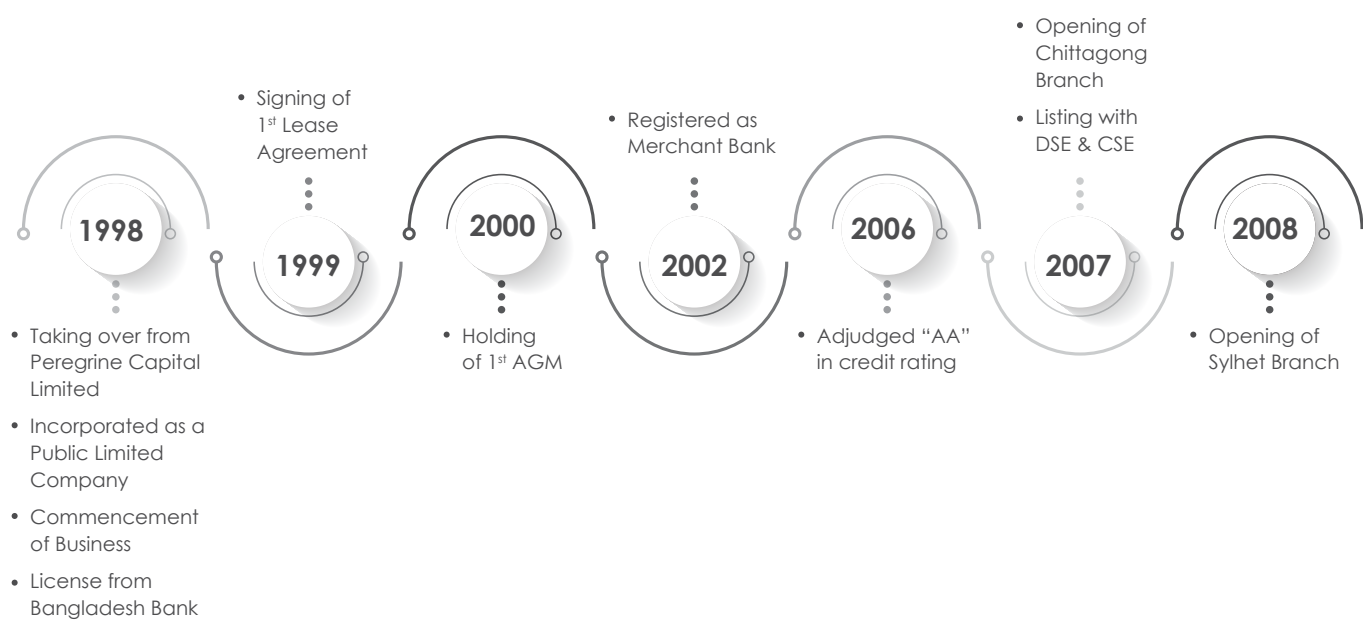 1998
• Taking over from
Peregrine Capital
Limited
• Incorporated as a
Public Limited
Company
• Commencement
of Business
• License from
Bangladesh Bank
• Signing of
1st Lease
Agreement
1999
2000
• Holding
of 1st AGM
• Registered as
Merchant Bank
2002
2006
• Adjudged “AA”
in credit rating
• Opening of
Chittagong
Branch
• Listing with
DSE & CSE
2007
2008
• Opening of
Sylhet Branch